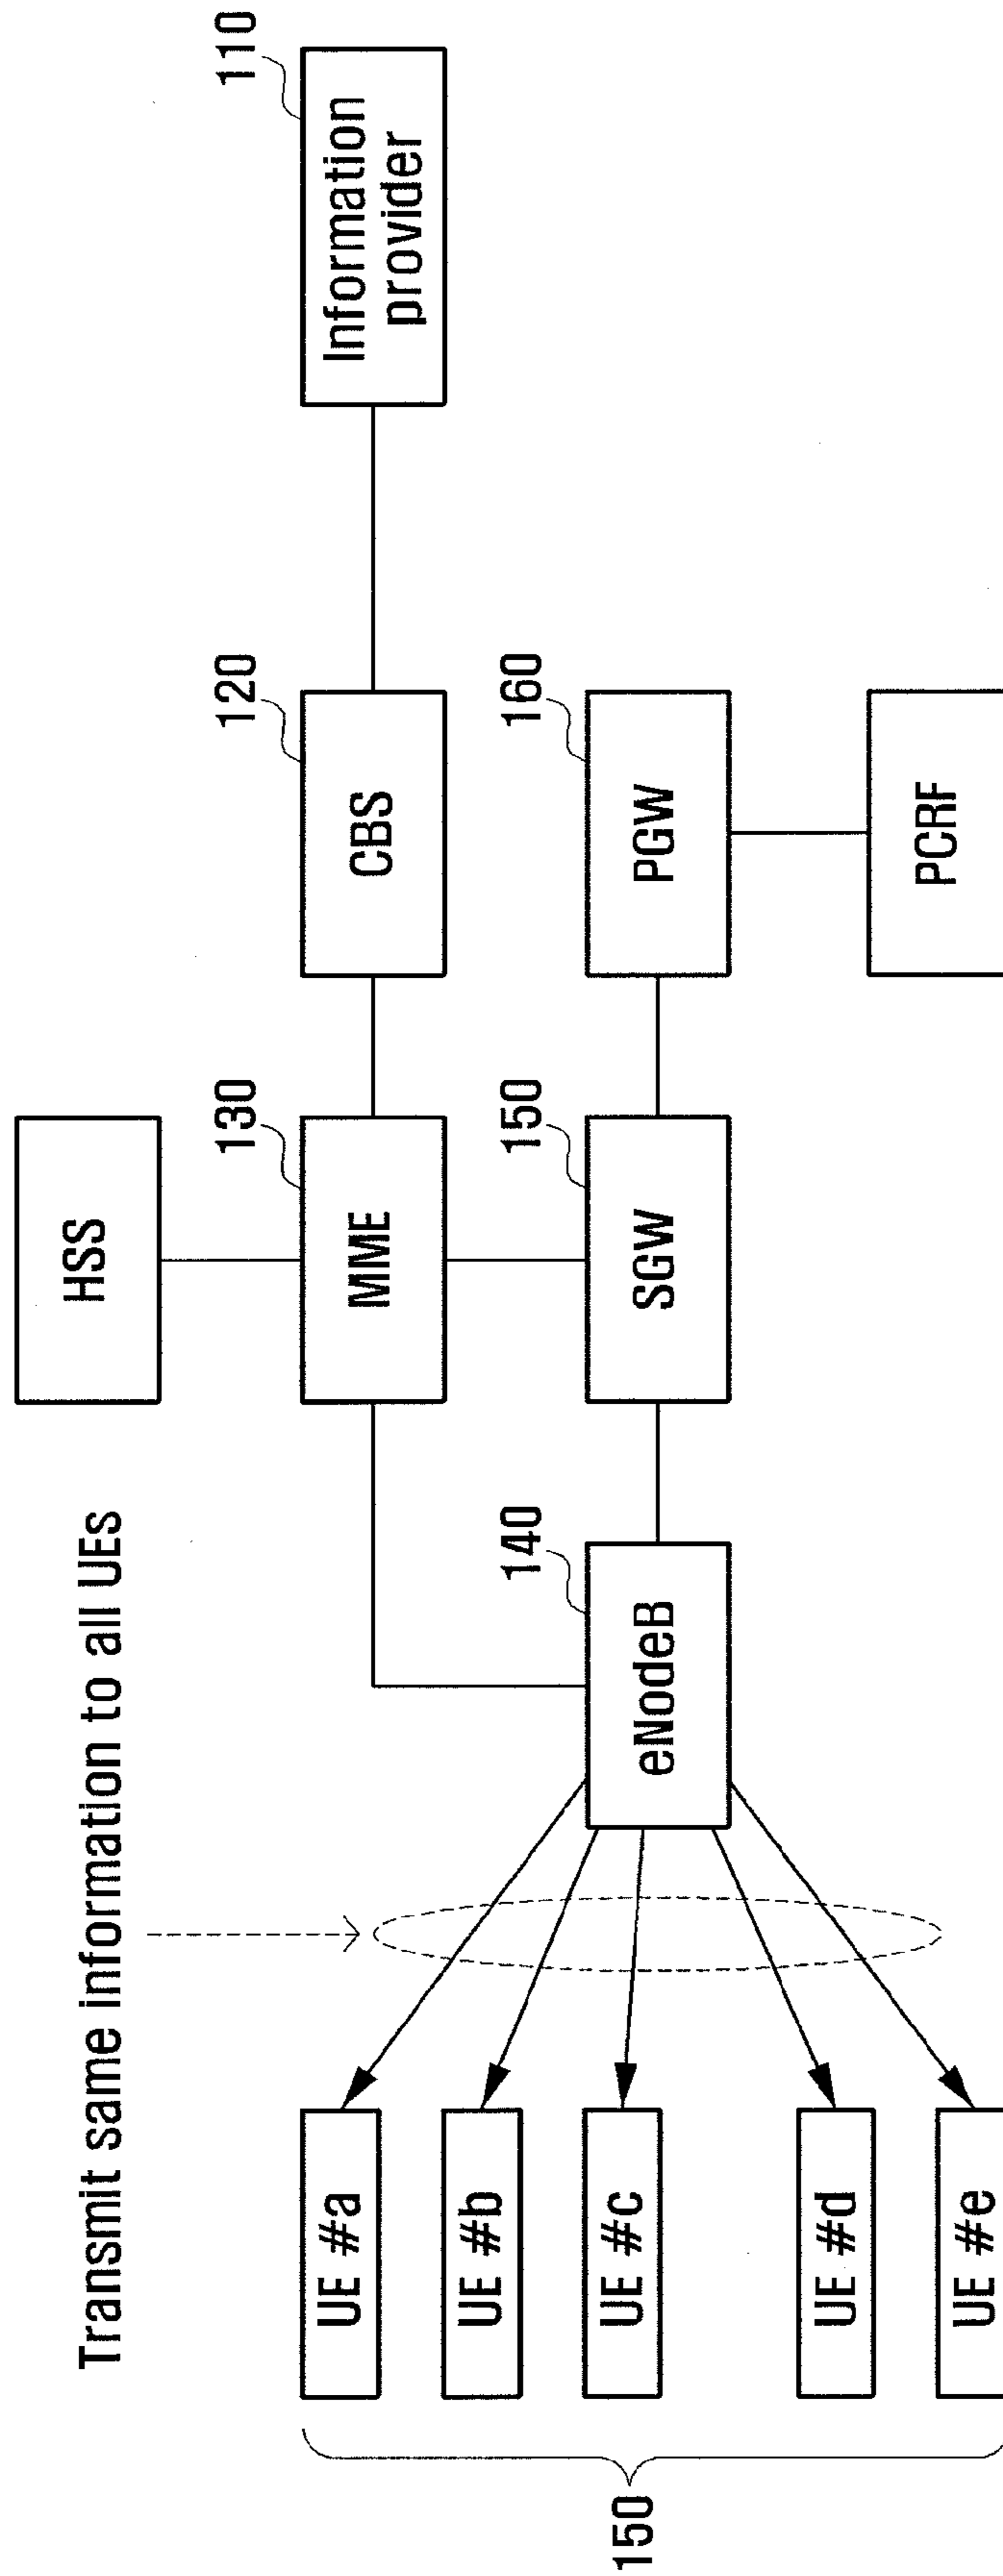 Transmit same information to all UEs
HSS
130
MME
120
CBS
110
Information
provider
140
eNodeB
150
SGW
160
PGW
PCRF
UE #a
UE #b
UE #c
UE #d
UE #e
150